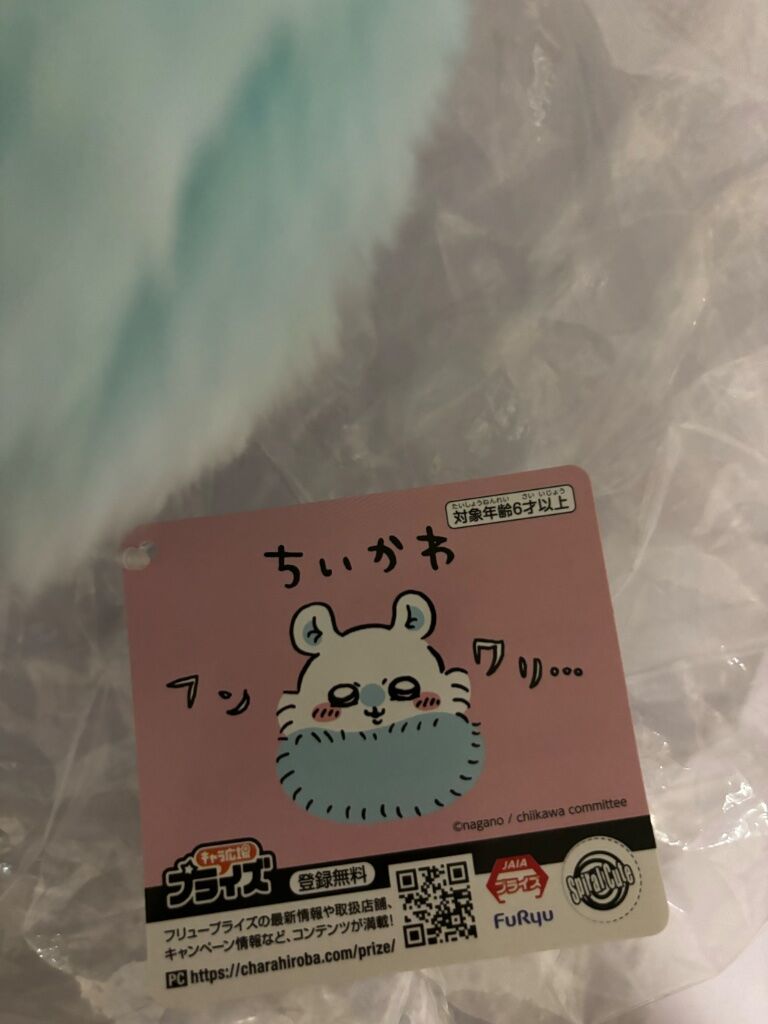 たいしょうねんれい さい いじょう
対象年齢6才以上
ちいかわ
フン
ワリ...
©nagano / chiikawa committee
キャラ広場
プライズ
登録無料
フリュープライズの最新情報や取扱店舗、
キャンペーン情報など、コンテンツが満載!
PC https://charahiroba.com/prize/
JAIA
プライズ
FuRyu
SpiralCute